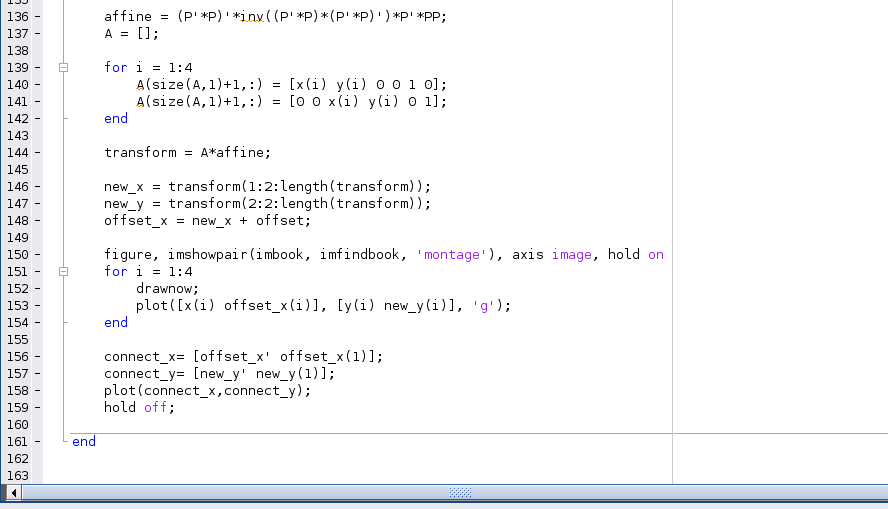 136 - affine = (P'*P)'*inv((P'*P)*(P'*P)')*P'*PP;
137 - A = [];
138
139 - for i = 1:4
140 - A(size(A,1)+1,:) = [x(i) y(i) 0 0 1 0];
141 - A(size(A,1)+1,:) = [0 0 x(i) y(i) 0 1];
142 - end
143
144 - transform = A*affine;
145
146 - new_x = transform(1:2:length(transform));
147 - new_y = transform(2:2:length(transform));
148 - offset_x = new_x + offset;
149
150 - figure, imshowpair(imbook, imfindbook, 'montage'), axis image, hold on
151 - for i = 1:4
152 - drawnow;
153 - plot([x(i) offset_x(i)], [y(i) new_y(i)], 'g');
154 - end
155
156 - connect_x= [offset_x' offset_x(1)];
157 - connect_y= [new_y' new_y(1)];
158 - plot(connect_x,connect_y);
159 - hold off;
160
161 - end
162
163